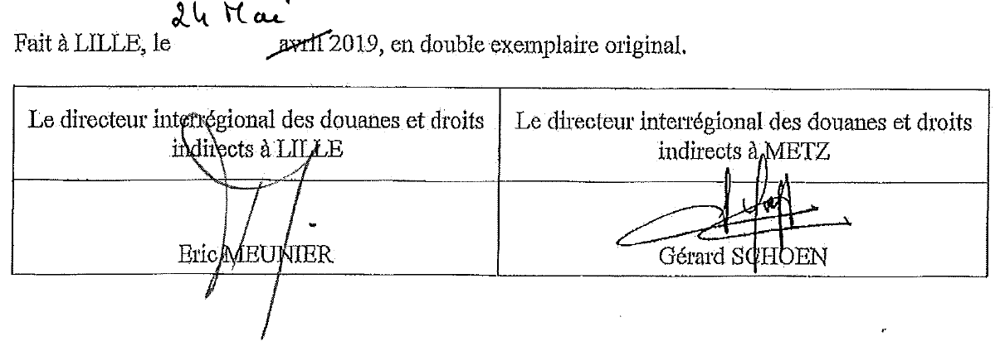 24 Mai
Fait à LILLE, le avril 2019, en double exemplaire original.
Le directeur interrégional des douanes et droits
indirects à LILLE
Le directeur interrégional des douanes et droits
indirects à METZ
Eric MEUNIER
Gérard SCHOEN